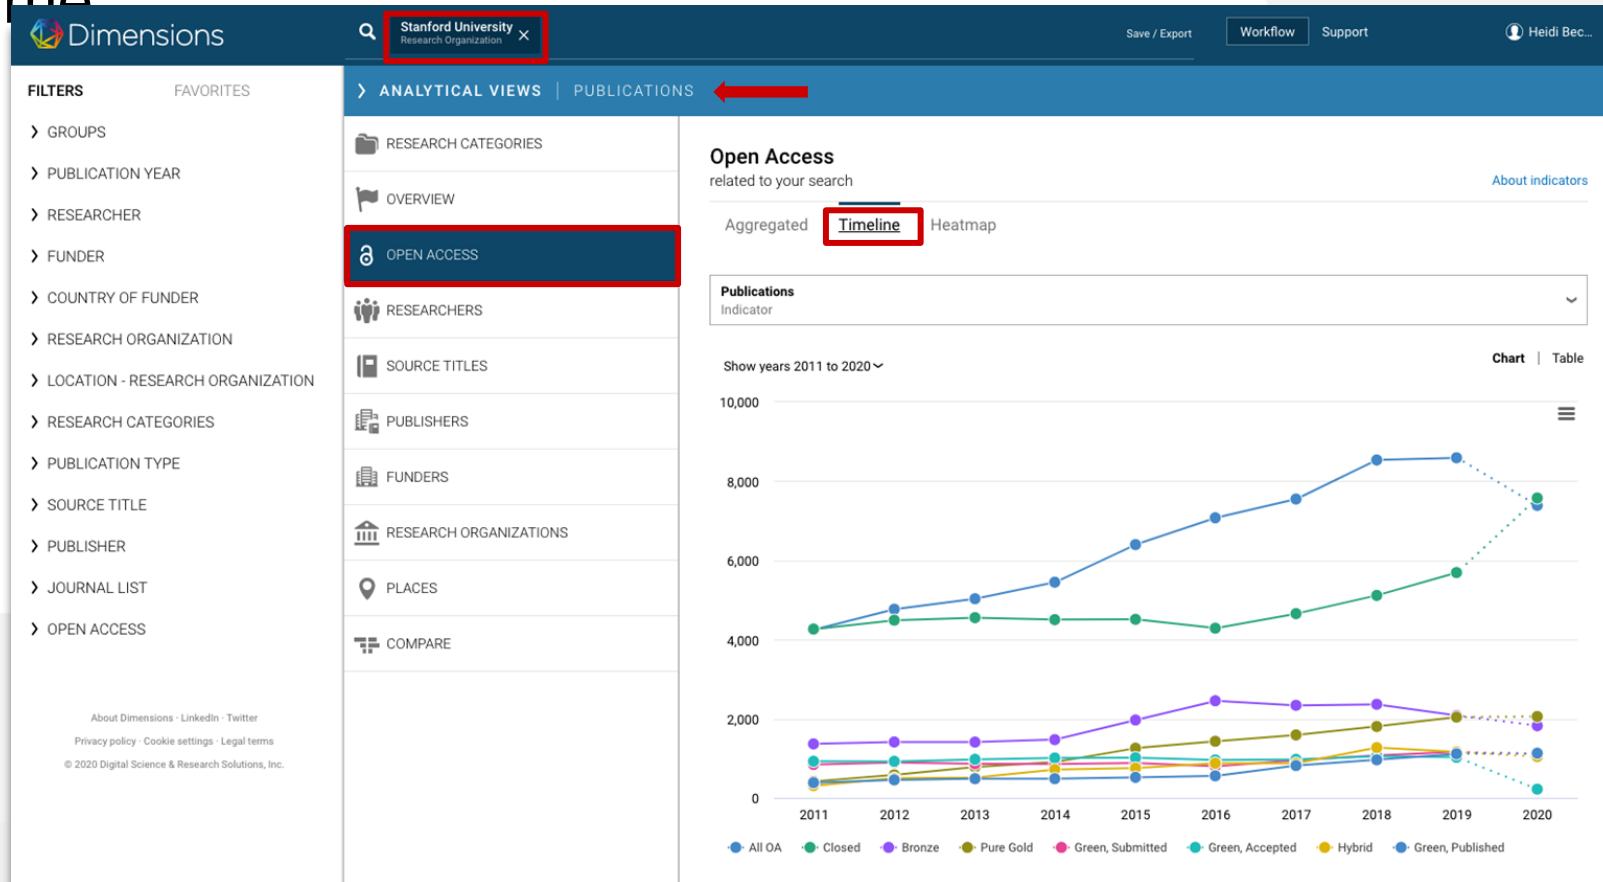 Dimensions
Stanford University
Research Organization
Save / Export
Workflow
Support
Heidi Bec...
FILTERS
FAVORITES
ANALYTICAL VIEWS | PUBLICATIONS
GROUPS
PUBLICATION YEAR
RESEARCHER
FUNDER
COUNTRY OF FUNDER
RESEARCH ORGANIZATION
LOCATION - RESEARCH ORGANIZATION
RESEARCH CATEGORIES
PUBLICATION TYPE
SOURCE TITLE
PUBLISHER
JOURNAL LIST
OPEN ACCESS
About Dimensions · LinkedIn · Twitter
Privacy policy · Cookie settings · Legal terms
© 2020 Digital Science & Research Solutions, Inc.
RESEARCH CATEGORIES
OVERVIEW
OPEN ACCESS
RESEARCHERS
SOURCE TITLES
PUBLISHERS
FUNDERS
RESEARCH ORGANIZATIONS
PLACES
COMPARE
Open Access
related to your search
About indicators
Aggregated Timeline Heatmap
Publications
Indicator
Show years 2011 to 2020
Chart | Table
10,000
8,000
6,000
4,000
2,000
0
2011 2012 2013 2014 2015 2016 2017 2018 2019 2020
All OA Closed Bronze Pure Gold Green, Submitted Green, Accepted Hybrid Green, Published